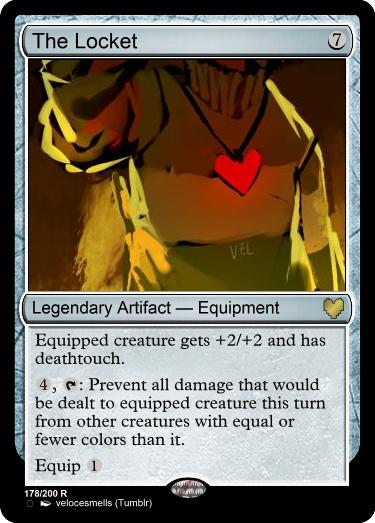 The Locket 7
VEL
Legendary Artifact — Equipment
Equipped creature gets +2/+2 and has
deathtouch.
4, : Prevent all damage that would
be dealt to equipped creature this turn
from other creatures with equal or
fewer colors than it.
Equip 1
178/200 R
velocesmells (Tumblr)